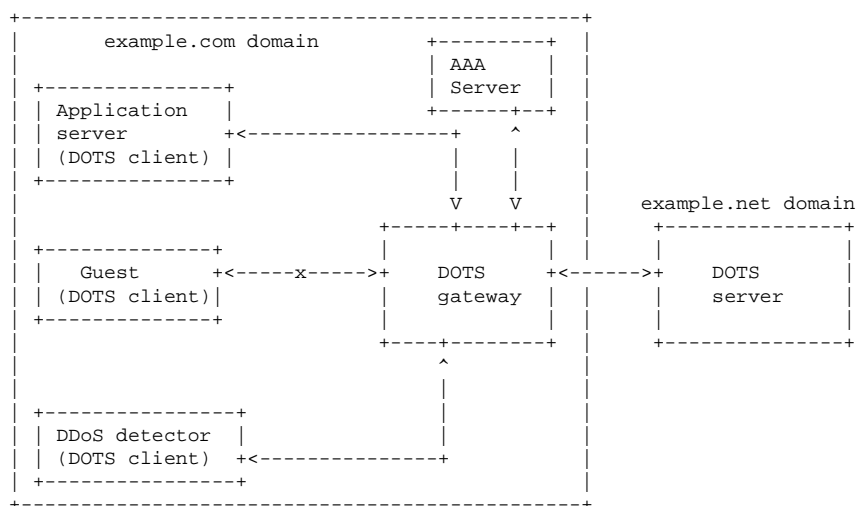 example.com domain
AAA
Server
Application
server
(DOTS client)
example.net domain
Guest
(DOTS client)
x
DOTS
gateway
DOTS
server
DDoS detector
(DOTS client)